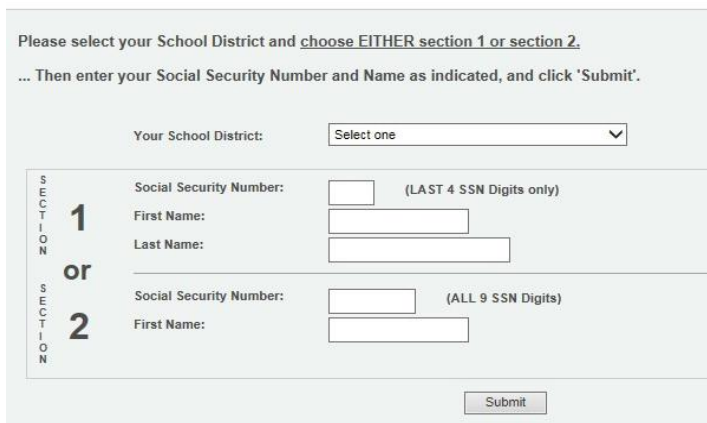 Please select your School District and choose EITHER section 1 or section 2.
... Then enter your Social Security Number and Name as indicated, and click 'Submit'.
Your School District: Select one
SECTION 1
Social Security Number: (LAST 4 SSN Digits only)
First Name:
Last Name:
or
SECTION 2
Social Security Number: (ALL 9 SSN Digits)
First Name:
Submit